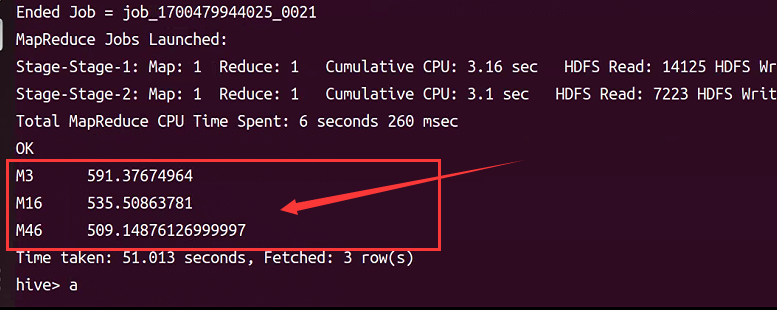 Ended Job = job_1700479944025_0021
MapReduce Jobs Launched:
Stage-Stage-1: Map: 1  Reduce: 1   Cumulative CPU: 3.16 sec   HDFS Read: 14125 HDFS Wr
Stage-Stage-2: Map: 1  Reduce: 1   Cumulative CPU: 3.1 sec   HDFS Read: 7223 HDFS Writ
Total MapReduce CPU Time Spent: 6 seconds 260 msec
OK
M3      591.37674964
M16     535.50863781
M46     509.14876126999997
Time taken: 51.013 seconds, Fetched: 3 row(s)
hive> a